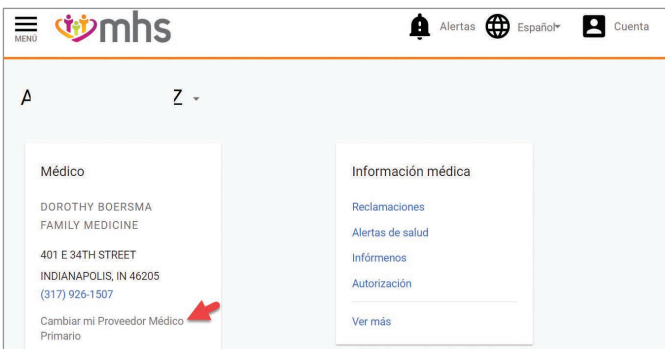 MENÚ
mhs
Alertas
Español
Cuenta
A Z
Médico
DOROTHY BOERSMA
FAMILY MEDICINE
401 E 34TH STREET
INDIANAPOLIS, IN 46205
(317) 926-1507
Cambiar mi Proveedor Médico
Primario
Información médica
Reclamaciones
Alertas de salud
Infórmenos
Autorización
Ver más